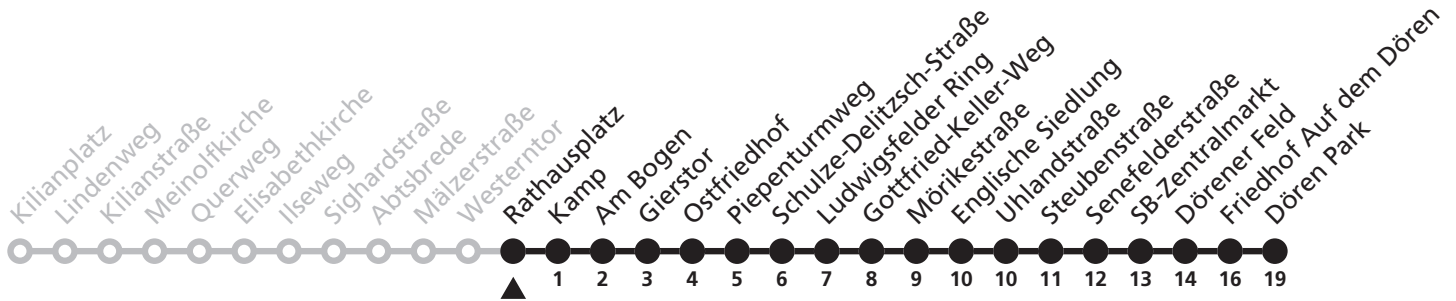 Kilianplatz
Lindenweg
Kilianstraße
Meinolfkirche
Querweg
Elisabethkirche
Ilseweg
Sighardstraße
Abtsbrede
Mälzerstraße
Westerntor
Rathausplatz
Kamp
Am Bogen
Gierstor
Ostfriedhof
Piepenturmweg
Schulze-Delitzsch-Straße
Ludwigsfelder Ring
Gottfried-Keller-Weg
Mörikestraße
Englische Siedlung
Uhlandstraße
Steubenstraße
Senefelderstraße
SB-Zentralmarkt
Dörener Feld
Friedhof Auf dem Dören
Dören Park
1 2 3 4 5 6 7 8 9 10 10 11 12 13 14 16 19